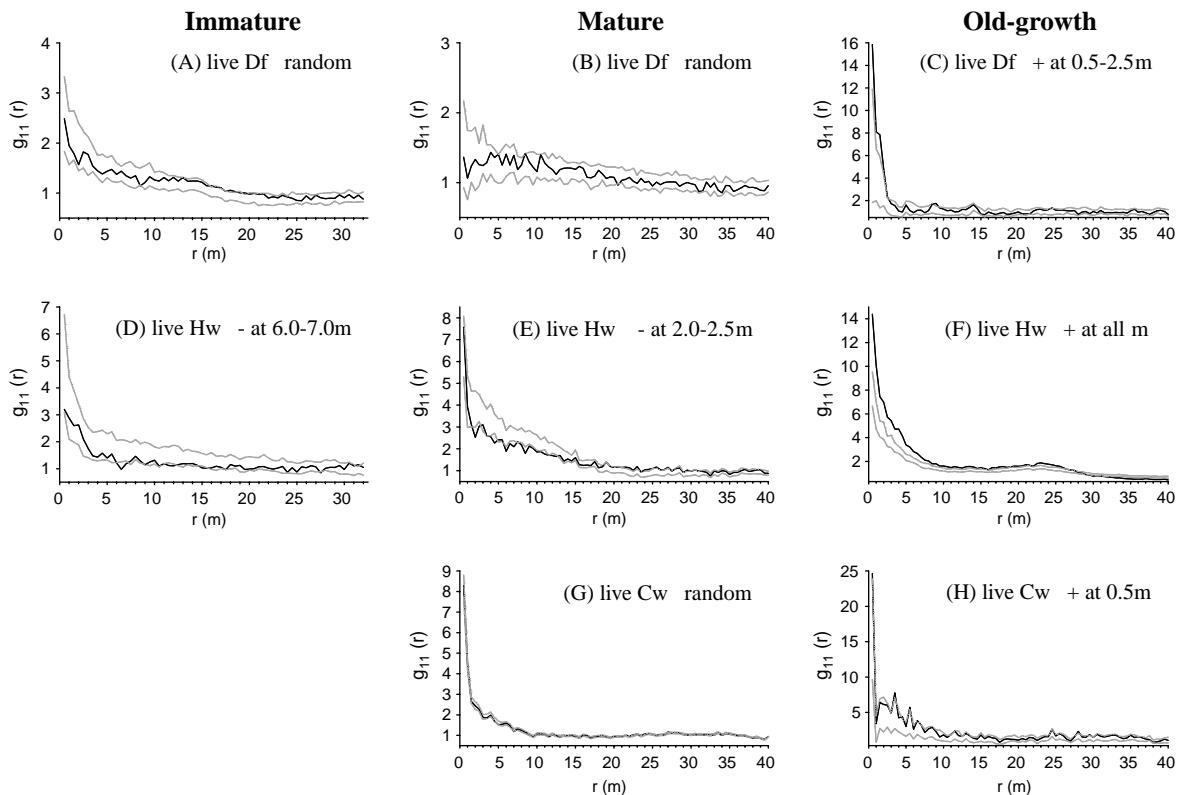 Immature Mature Old-growth
(A) live Df random
4
3
2
1
g11 (r)
0 5 10 15 20 25 30
r (m)
(B) live Df random
3
2
1
g11 (r)
0 5 10 15 20 25 30 35 40
r (m)
(C) live Df + at 0.5-2.5m
16
14
12
10
8
6
4
2
g11 (r)
0 5 10 15 20 25 30 35 40
r (m)
(D) live Hw - at 6.0-7.0m
7
6
5
4
3
2
1
g11 (r)
0 5 10 15 20 25 30
r (m)
(E) live Hw - at 2.0-2.5m
8
7
6
5
4
3
2
1
g11 (r)
0 5 10 15 20 25 30 35 40
r (m)
(F) live Hw + at all m
14
12
10
8
6
4
2
g11 (r)
0 5 10 15 20 25 30 35 40
r (m)
(G) live Cw random
9
8
7
6
5
4
3
2
1
g11 (r)
0 5 10 15 20 25 30 35 40
r (m)
(H) live Cw + at 0.5m
25
20
15
10
5
g11 (r)
0 5 10 15 20 25 30 35 40
r (m)